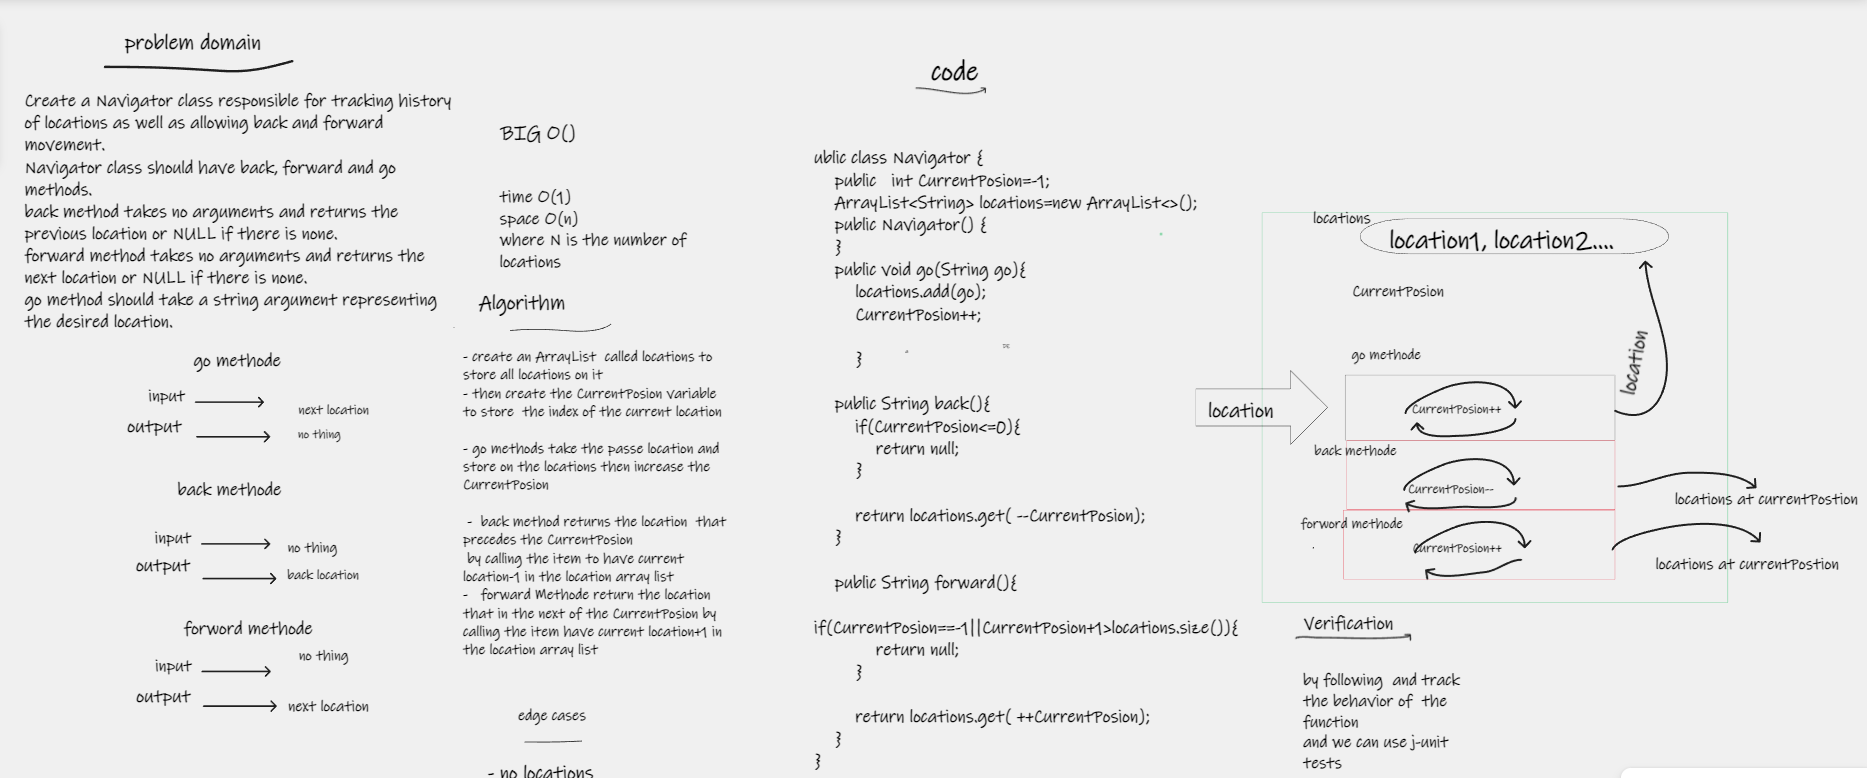 problem domain
Create a Navigator class responsible for tracking history
of locations as well as allowing back and forward
movement.
Navigator class should have back, forward and go
methods.
back method takes no arguments and returns the
previous location or NULL if there is none.
forward method takes no arguments and returns the
next location or NULL if there is none.
go method should take a string argument representing
the desired location.
go methode
input
next location
output
no thing
back methode
input
no thing
output
back location
forword methode
input
no thing
output
next location
BIG O()
time O(1)
space O(n)
where N is the number of
locations
Algorithm
- create an ArrayList called locations to
store all locations on it
- then create the CurrentPosion variable
to store the index of the current location
- go methods take the passe location and
store on the locations then increase the
CurrentPosion
- back method returns the location that
precedes the CurrentPosion
by calling the item to have current
location-1 in the location array list
- forward Methode return the location
that in the next of the CurrentPosion by
calling the item have current location+1 in
the location array list
edge cases
- no locations
code
ublic class Navigator {
public int CurrentPosion=-1;
ArrayList<String> locations=new ArrayList<>();
public Navigator() {
}
public void go(String go){
locations.add(go);
CurrentPosion++;
}
public String back(){
if(CurrentPosion<=0){
return null;
}
return locations.get( --CurrentPosion);
}
public String forward(){
if(CurrentPosion==-1||CurrentPosion+1>locations.size()){
return null;
}
return locations.get( ++CurrentPosion);
}
}
locations
location1, location2....
CurrentPosion
go methode
location
location
CurrentPosion++
back methode
CurrentPosion--
locations at currentPostion
forword methode
CurrentPosion++
locations at currentPostion
Verification
by following and track
the behavior of the
function
and we can use j-unit
tests